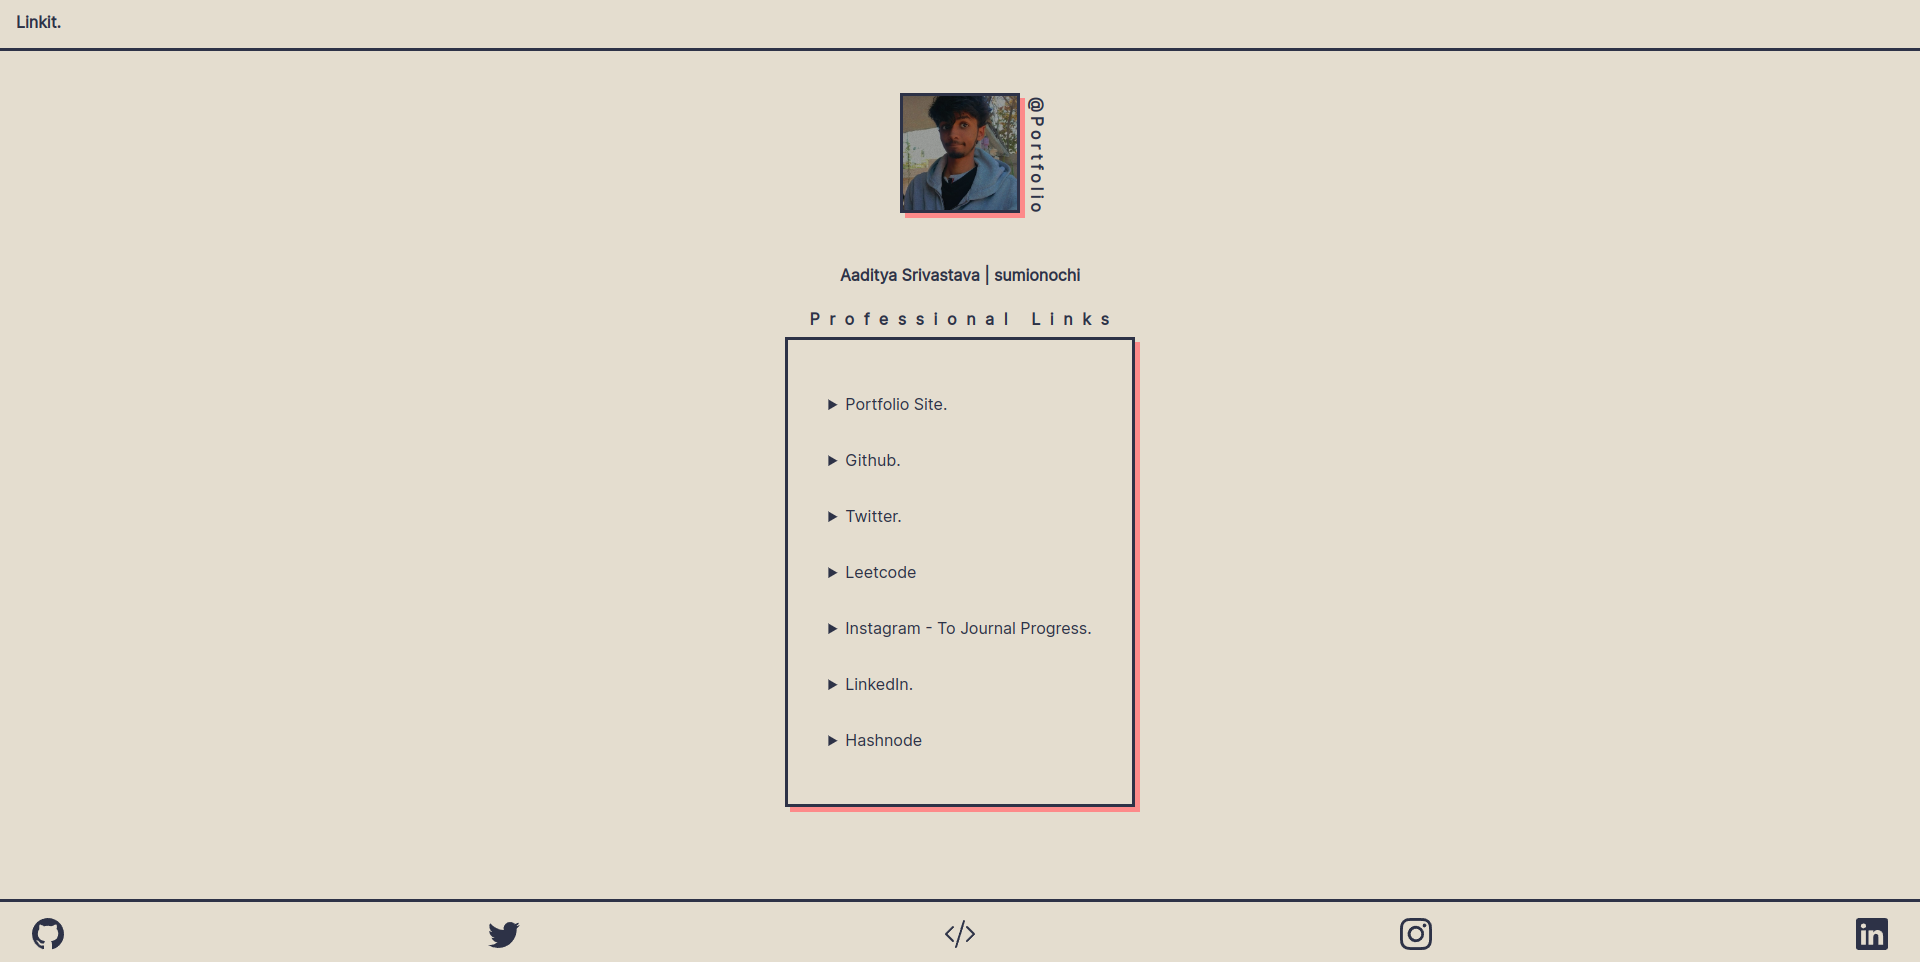 Linkit.
@Portfolio
Aaditya Srivastava | sumionochi
Professional Links
Portfolio Site.
Github.
Twitter.
Leetcode
Instagram - To Journal Progress.
LinkedIn.
Hashnode